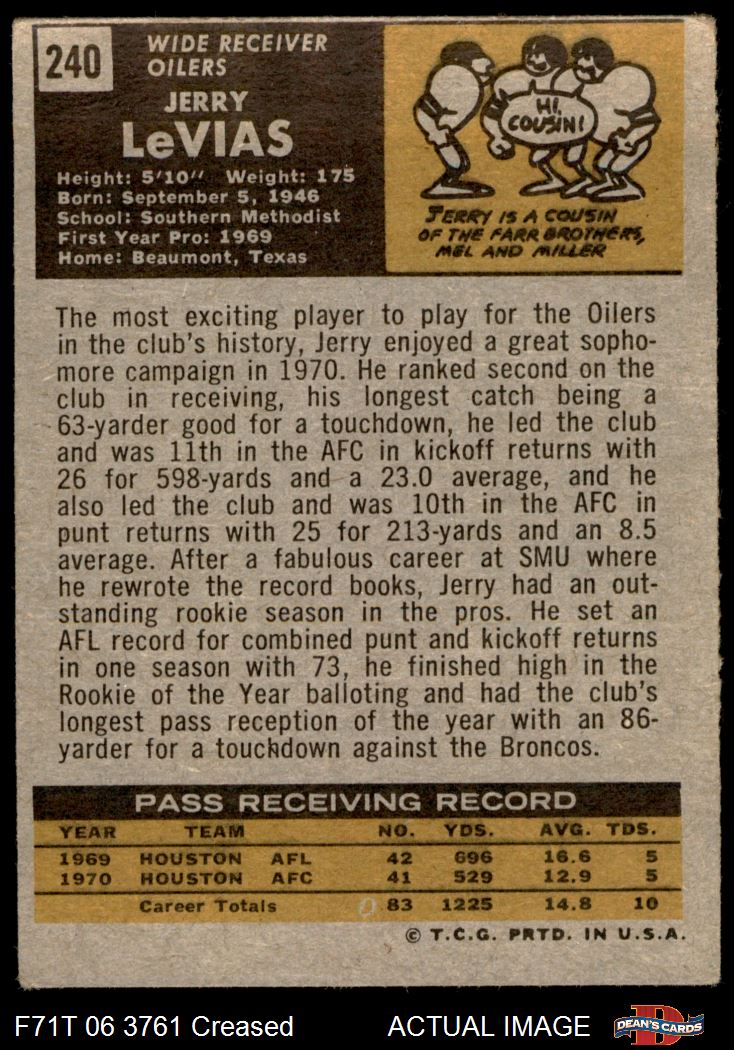 240
WIDE RECEIVER
OILERS
JERRY
LeVIAS
Height: 5'10" Weight: 175
Born: September 5, 1946
School: Southern Methodist
First Year Pro: 1969
Home: Beaumont, Texas
HI,
COUSIN!
JERRY IS A COUSIN
OF THE FARR BROTHERS,
MEL AND MILLER
The most exciting player to play for the Oilers
in the club's history, Jerry enjoyed a great sopho-
more campaign in 1970. He ranked second on the
club in receiving, his longest catch being a
63-yarder good for a touchdown, he led the club
and was 11th in the AFC in kickoff returns with
26 for 598-yards and a 23.0 average, and he
also led the club and was 10th in the AFC in
punt returns with 25 for 213-yards and an 8.5
average. After a fabulous career at SMU where
he rewrote the record books, Jerry had an out-
standing rookie season in the pros. He set an
AFL record for combined punt and kickoff returns
in one season with 73, he finished high in the
Rookie of the Year balloting and had the club's
longest pass reception of the year with an 86-
yarder for a touchdown against the Broncos.
PASS RECEIVING RECORD
YEAR TEAM NO. YDS. AVG. TDS.
1969 HOUSTON AFL 42 696 16.6 5
1970 HOUSTON AFC 41 529 12.9 5
Career Totals 83 1225 14.8 10
© T.C.G. PRTD. IN U.S.A.
F71T 06 3761 Creased ACTUAL IMAGE
D
DEAN'S CARDS